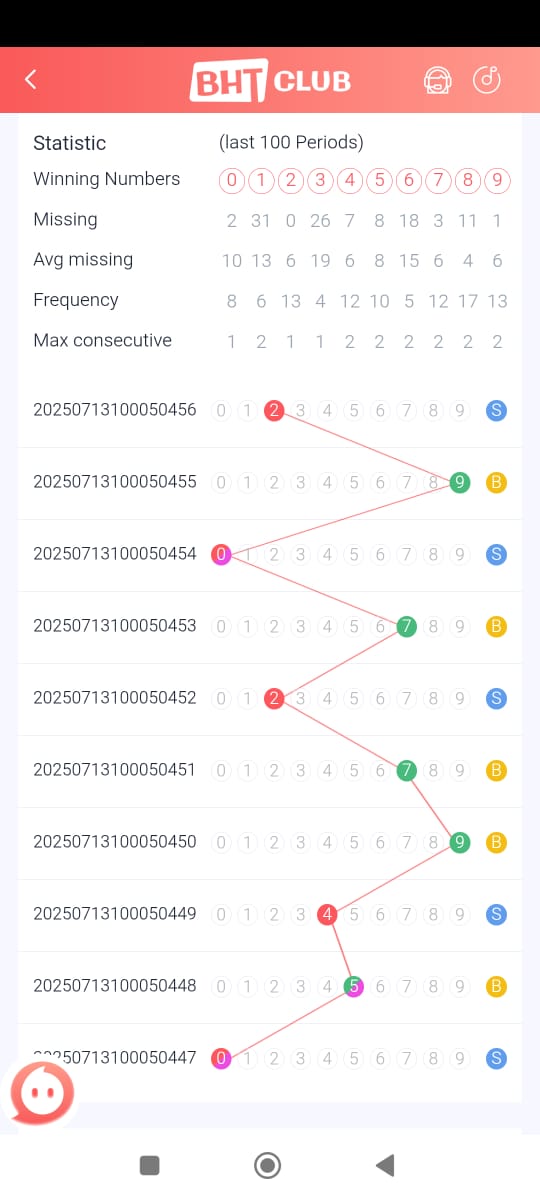 BHT CLUB
Statistic (last 100 Periods)
Winning Numbers 0 1 2 3 4 5 6 7 8 9
Missing 2 31 0 26 7 8 18 3 11 1
Avg missing 10 13 6 19 6 8 15 6 4 6
Frequency 8 6 13 4 12 10 5 12 17 13
Max consecutive 1 2 1 1 2 2 2 2 2 2
20250713100050456 0 1 2 3 4 5 6 7 8 9 S
20250713100050455 0 1 2 3 4 5 6 7 8 9 B
20250713100050454 0 1 2 3 4 5 6 7 8 9 S
20250713100050453 0 1 2 3 4 5 6 7 8 9 B
20250713100050452 0 1 2 3 4 5 6 7 8 9 S
20250713100050451 0 1 2 3 4 5 6 7 8 9 B
20250713100050450 0 1 2 3 4 5 6 7 8 9 B
20250713100050449 0 1 2 3 4 5 6 7 8 9 S
20250713100050448 0 1 2 3 4 5 6 7 8 9 B
20250713100050447 0 1 2 3 4 5 6 7 8 9 S